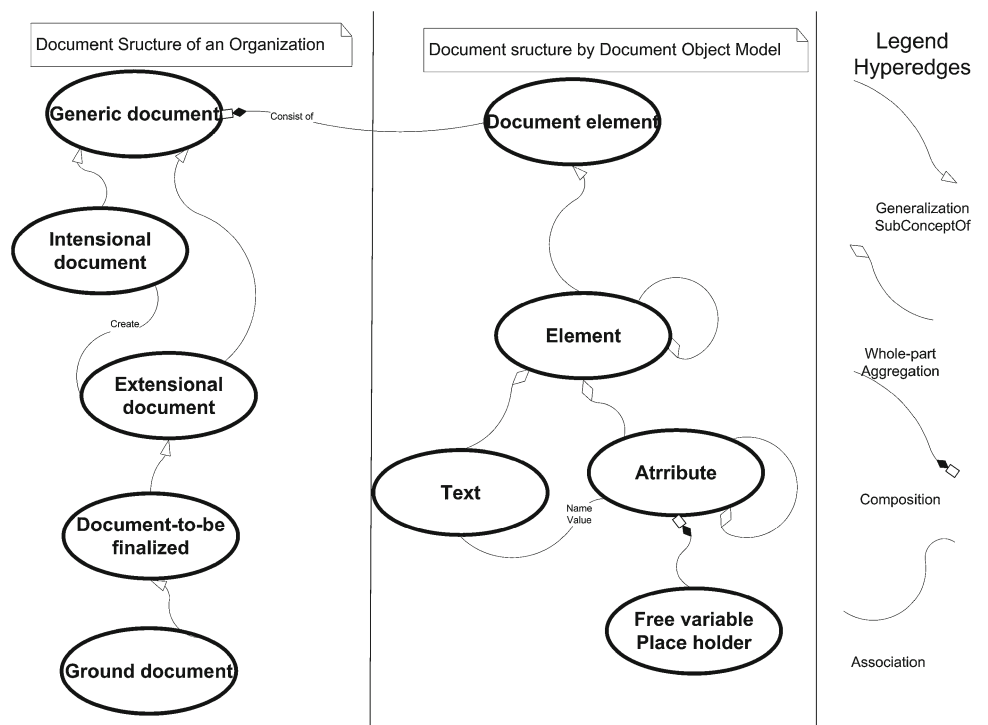 Document Sructure of an Organization
Generic document
Consist of
Intensional
document
Create
Extensional
document
Document-to-be
finalized
Ground document
Document sructure by Document Object Model
Document element
Element
Text
Atrribute
Name
Value
Free variable
Place holder
Legend
Hyperedges
Generalization
SubConceptOf
Whole-part
Aggregation
Composition
Association